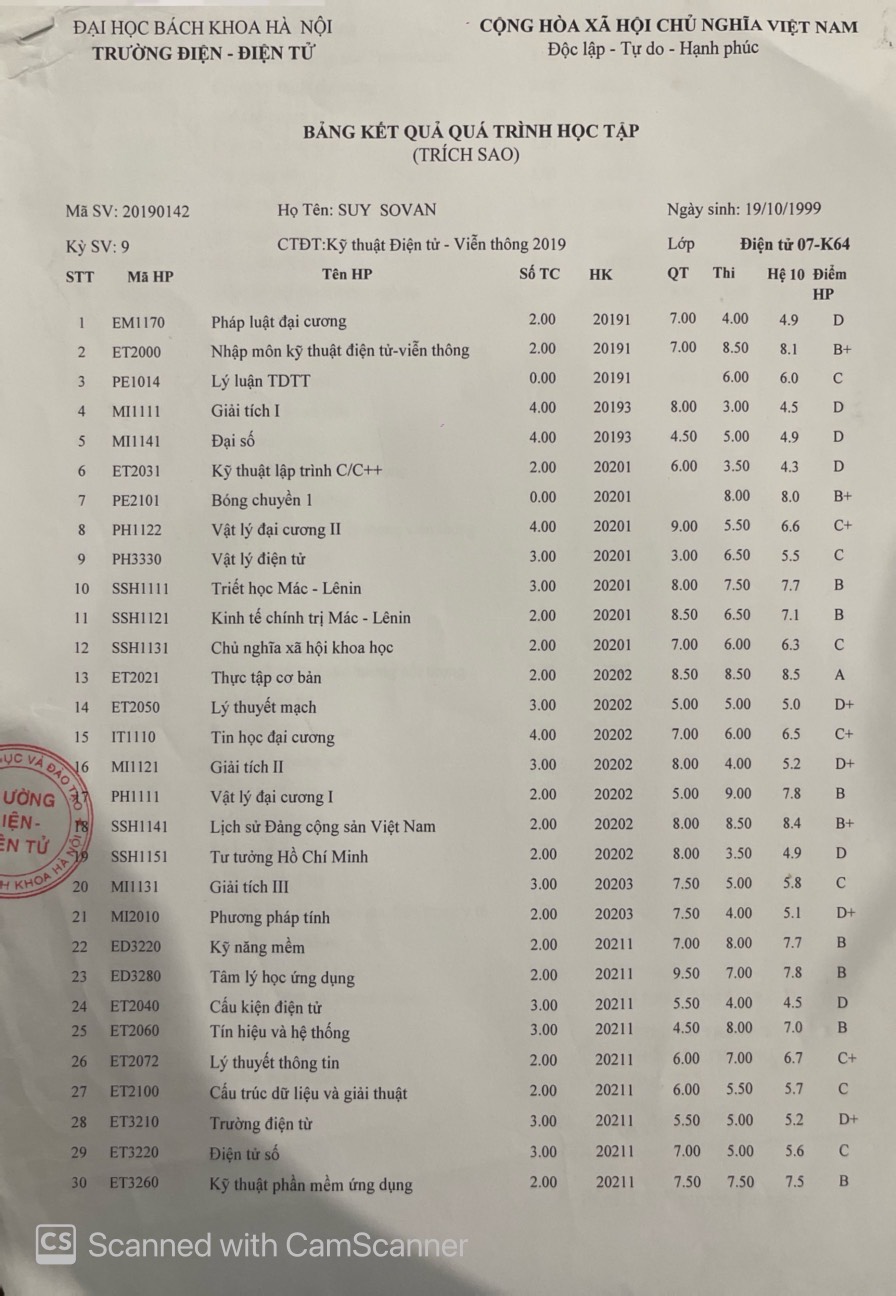 ĐẠI HỌC BÁCH KHOA HÀ NỘI
TRƯỜNG ĐIỆN - ĐIỆN TỬ
CỘNG HÒA XÃ HỘI CHỦ NGHĨA VIỆT NAM
Độc lập - Tự do - Hạnh phúc
BẢNG KẾT QUẢ QUÁ TRÌNH HỌC TẬP
(TRÍCH SAO)
Mã SV: 20190142 Họ Tên: SUY SOVAN Ngày sinh: 19/10/1999
Kỳ SV: 9 CTĐT:Kỹ thuật Điện tử - Viễn thông 2019 Lớp Điện tử 07-K64
STT Mã HP Tên HP Số TC HK QT Thi Hệ 10 Điểm HP
1 EM1170 Pháp luật đại cương 2.00 20191 7.00 4.00 4.9 D
2 ET2000 Nhập môn kỹ thuật điện tử-viễn thông 2.00 20191 7.00 8.50 8.1 B+
3 PE1014 Lý luận TDTT 0.00 20191 6.00 6.0 C
4 MI1111 Giải tích I 4.00 20193 8.00 3.00 4.5 D
5 MI1141 Đại số 4.00 20193 4.50 5.00 4.9 D
6 ET2031 Kỹ thuật lập trình C/C++ 2.00 20201 6.00 3.50 4.3 D
7 PE2101 Bóng chuyền 1 0.00 20201 8.00 8.0 B+
8 PH1122 Vật lý đại cương II 4.00 20201 9.00 5.50 6.6 C+
9 PH3330 Vật lý điện tử 3.00 20201 3.00 6.50 5.5 C
10 SSH1111 Triết học Mác - Lênin 3.00 20201 8.00 7.50 7.7 B
11 SSH1121 Kinh tế chính trị Mác - Lênin 2.00 20201 8.50 6.50 7.1 B
12 SSH1131 Chủ nghĩa xã hội khoa học 2.00 20201 7.00 6.00 6.3 C
13 ET2021 Thực tập cơ bản 2.00 20202 8.50 8.50 8.5 A
14 ET2050 Lý thuyết mạch 3.00 20202 5.00 5.00 5.0 D+
15 IT1110 Tin học đại cương 4.00 20202 7.00 6.00 6.5 C+
16 MI1121 Giải tích II 3.00 20202 8.00 4.00 5.2 D+
17 PH1111 Vật lý đại cương I 2.00 20202 5.00 9.00 7.8 B
18 SSH1141 Lịch sử Đảng cộng sản Việt Nam 2.00 20202 8.00 8.50 8.4 B+
19 SSH1151 Tư tưởng Hồ Chí Minh 2.00 20202 8.00 3.50 4.9 D
20 MI1131 Giải tích III 3.00 20203 7.50 5.00 5.8 C
21 MI2010 Phương pháp tính 2.00 20203 7.50 4.00 5.1 D+
22 ED3220 Kỹ năng mềm 2.00 20211 7.00 8.00 7.7 B
23 ED3280 Tâm lý học ứng dụng 2.00 20211 9.50 7.00 7.8 B
24 ET2040 Cấu kiện điện tử 3.00 20211 5.50 4.00 4.5 D
25 ET2060 Tín hiệu và hệ thống 3.00 20211 4.50 8.00 7.0 B
26 ET2072 Lý thuyết thông tin 2.00 20211 6.00 7.00 6.7 C+
27 ET2100 Cấu trúc dữ liệu và giải thuật 2.00 20211 6.00 5.50 5.7 C
28 ET3210 Trường điện từ 3.00 20211 5.50 5.00 5.2 D+
29 ET3220 Điện tử số 3.00 20211 7.00 5.00 5.6 C
30 ET3260 Kỹ thuật phần mềm ứng dụng 2.00 20211 7.50 7.50 7.5 B
ỤC VÀ ĐÀO TẠO
ƯỜNG
IỆN-
ỆN TỬ
H KHOA HÀ NỘI
CS Scanned with CamScanner